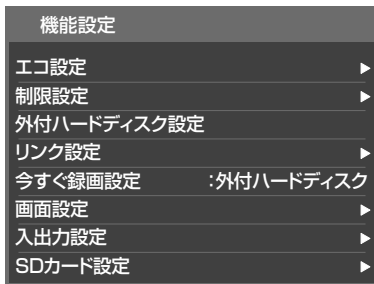 機能設定
エコ設定 ▶
制限設定 ▶
外付ハードディスク設定
リンク設定 ▶
今すぐ録画設定 :外付ハードディスク
画面設定 ▶
入出力設定 ▶
SDカード設定 ▶